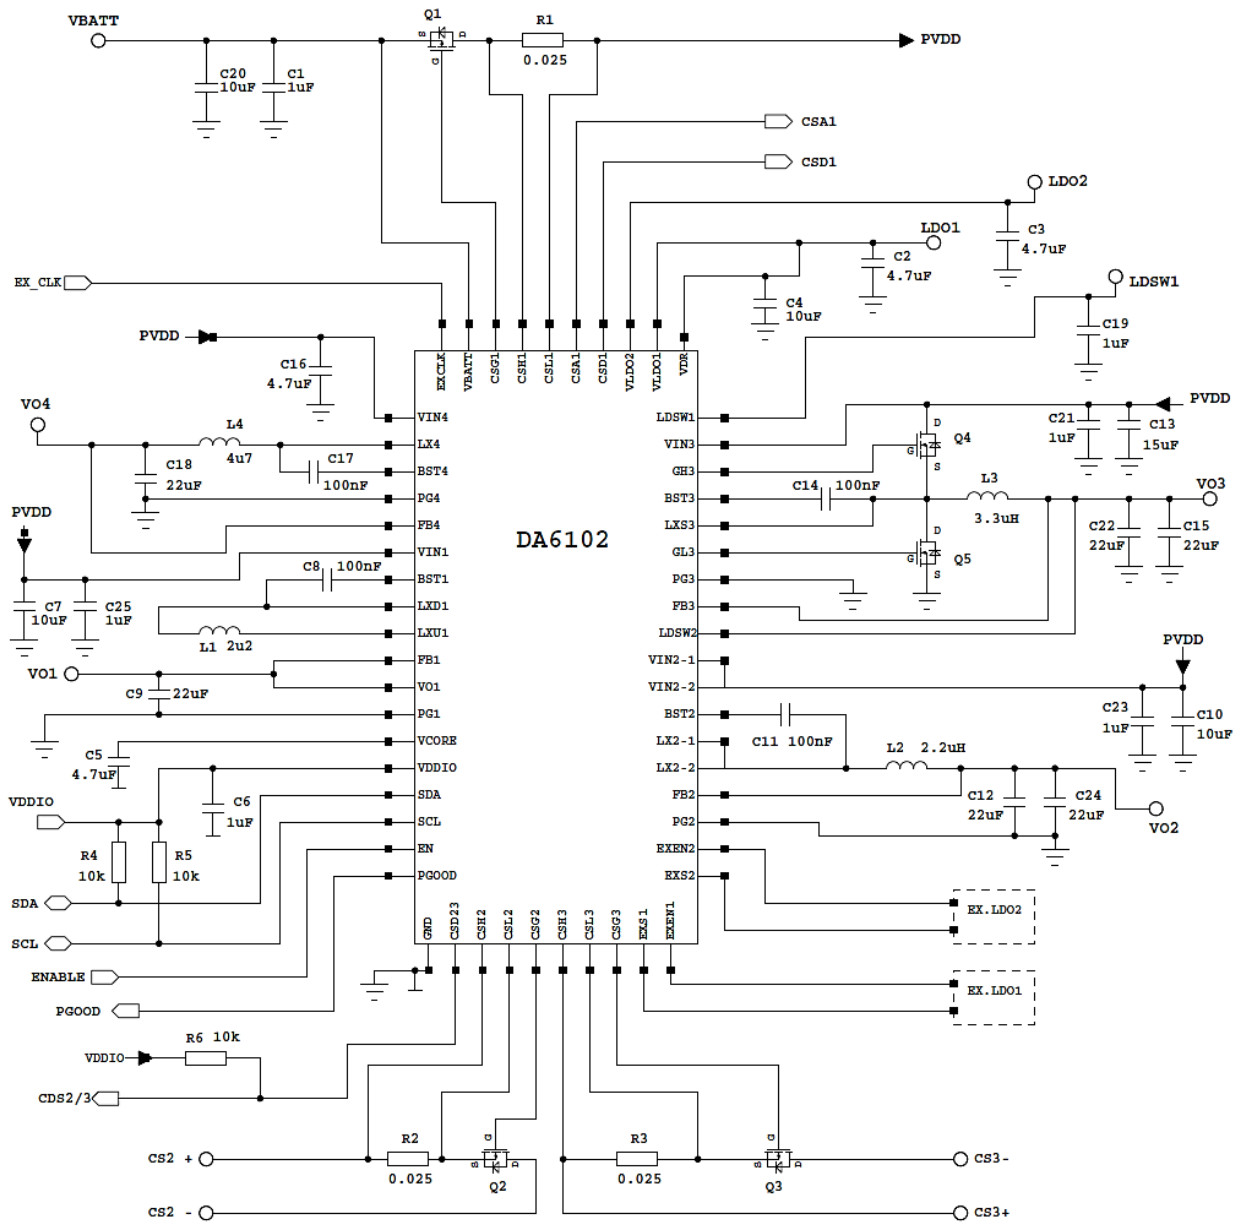 VBATT
Q1
R1
S
D
G
PVDD
0.025
C20
10uF
C1
1uF
CSA1
CSD1
LDO2
C3
4.7uF
LDO1
C2
4.7uF
LDSW1
EX_CLK
C4
10uF
C19
1uF
PVDD
C16
4.7uF
EXCLK
VBATT
CSG1
CSH1
CSL1
CSA1
CSD1
VLDO2
VLDO1
VDR
VO4
L4
4u7
C18
22uF
C17
100nF
VIN4
LX4
BST4
PG4
FB4
VIN1
BST1
LXD1
LXU1
FB1
VO1
PG1
VCORE
VDDIO
SDA
SCL
EN
PGOOD
DA6102
LDSW1
VIN3
GH3
BST3
LXS3
GL3
PG3
FB3
LDSW2
VIN2-1
VIN2-2
BST2
LX2-1
LX2-2
FB2
PG2
EXEN2
EXS2
PVDD
C21
1uF
C13
15uF
D
G
S
Q4
C14
100nF
L3
3.3uH
VO3
C22
22uF
C15
22uF
D
G
S
Q5
PVDD
C7
10uF
C25
1uF
C8
100nF
L1
2u2
VO1
C9
22uF
PVDD
C23
1uF
C10
10uF
C11
100nF
L2
2.2uH
C12
22uF
C24
22uF
VO2
C5
4.7uF
VDDIO
C6
1uF
R4
10k
R5
10k
SDA
SCL
ENABLE
PGOOD
GND
CSD23
CSH2
CSL2
CSG2
CSH3
CSL3
CSG3
EXS1
EXEN1
EX.LDO2
EX.LDO1
R6
10k
VDDIO
CDS2/3
CS2 +
R2
0.025
G
S
D
Q2
CS2 -
R3
0.025
G
S
D
Q3
CS3-
CS3+